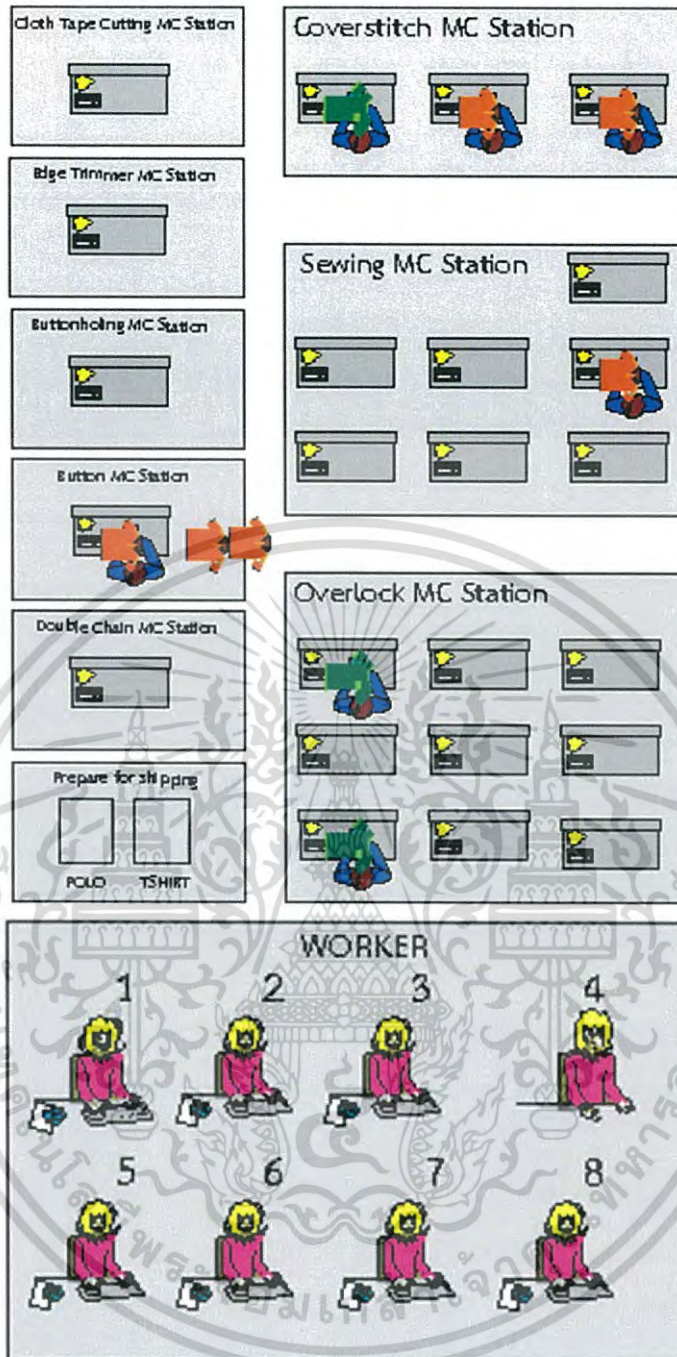 Cloth Tape Cutting MC Station
Edge Trimmer MC Station
Buttonholing MC Station
Button MC Station
Double Chain MC Station
Prepare for shipping
POLO TSHIRT
Coverstitch MC Station
Sewing MC Station
Overlock MC Station
WORKER
1 2 3 4
5 6 7 8